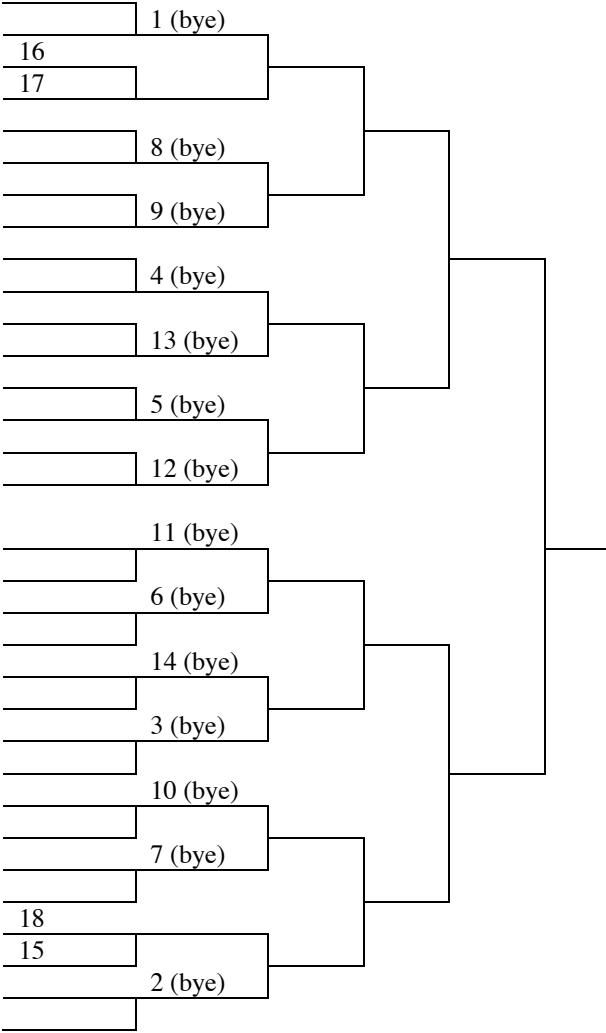 1 (bye)
16
17
8 (bye)
9 (bye)
4 (bye)
13 (bye)
5 (bye)
12 (bye)
11 (bye)
6 (bye)
14 (bye)
3 (bye)
10 (bye)
7 (bye)
18
15
2 (bye)